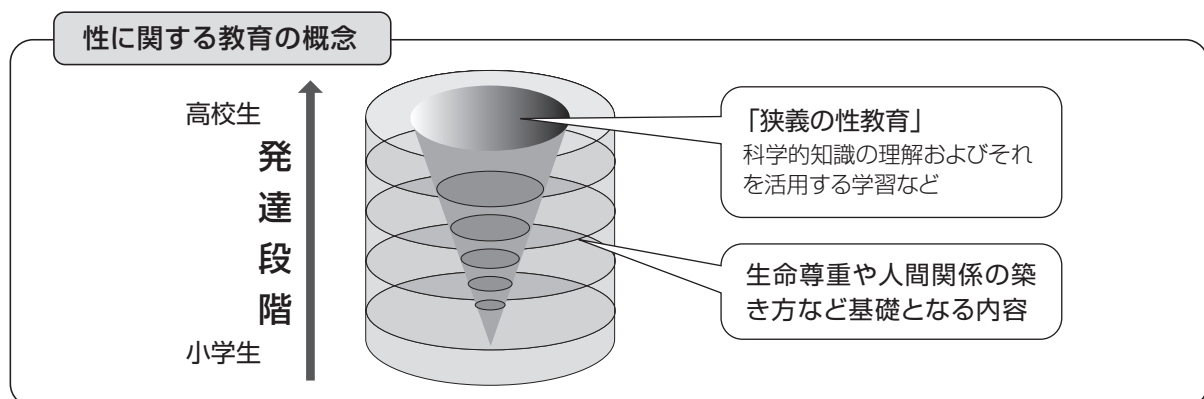 性に関する教育の概念
高校生
発達段階
小学生
「狭義の性教育」
科学的知識の理解およびそれ
を活用する学習など
生命尊重や人間関係の築
き方など基礎となる内容